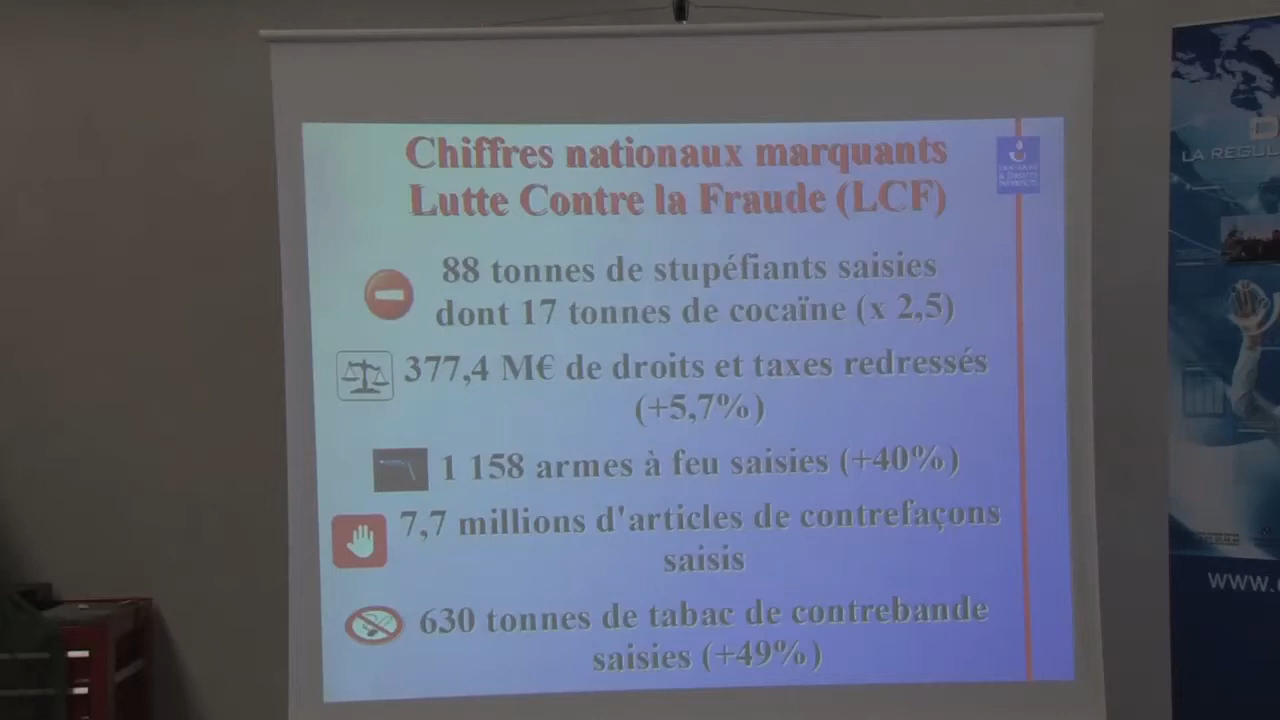 Chiffres nationaux marquants
Lutte Contre la Fraude (LCF)
88 tonnes de stupéfiants saisies
dont 17 tonnes de cocaïne (x 2,5)
377,4 M€ de droits et taxes redressés
(+5,7%)
1 158 armes à feu saisies (+40%)
7,7 millions d'articles de contrefaçons
saisis
630 tonnes de tabac de contrebande
saisies (+49%)
LA REGUL
WWW.